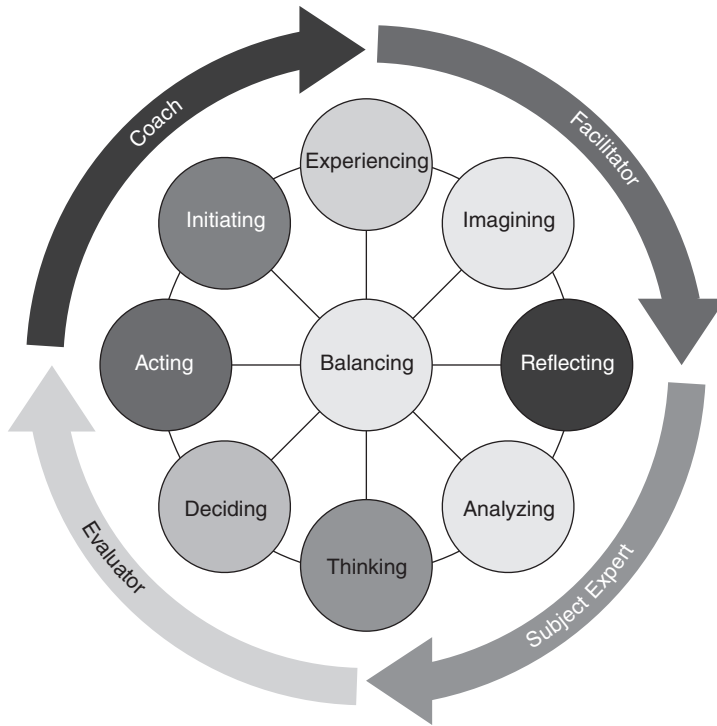 Coach
Facilitator
Experiencing
Initiating
Imagining
Acting
Balancing
Reflecting
Deciding
Analyzing
Thinking
Evaluator
Subject Expert